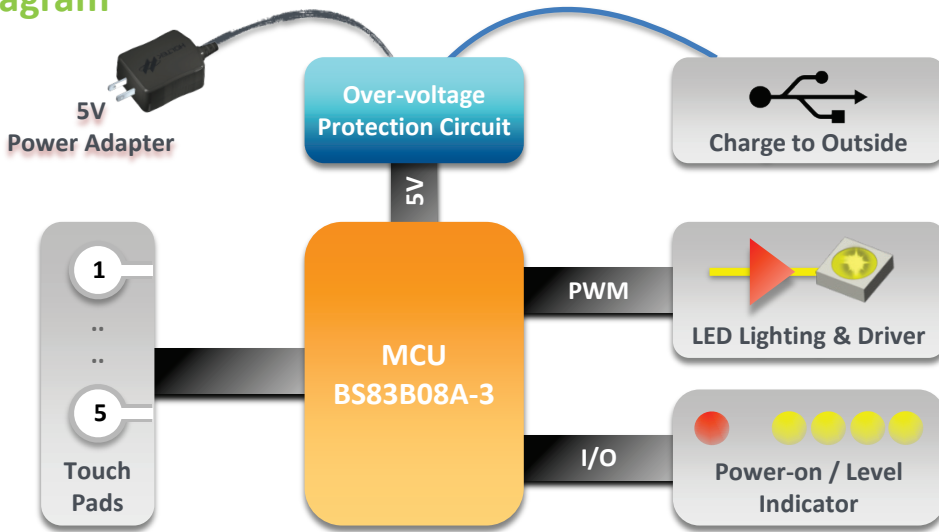 agram
5V
Power Adapter
Over-voltage
Protection Circuit
Charge to Outside
5V
1
..
..
5
Touch
Pads
MCU
BS83B08A-3
PWM
LED Lighting & Driver
I/O
Power-on / Level
Indicator